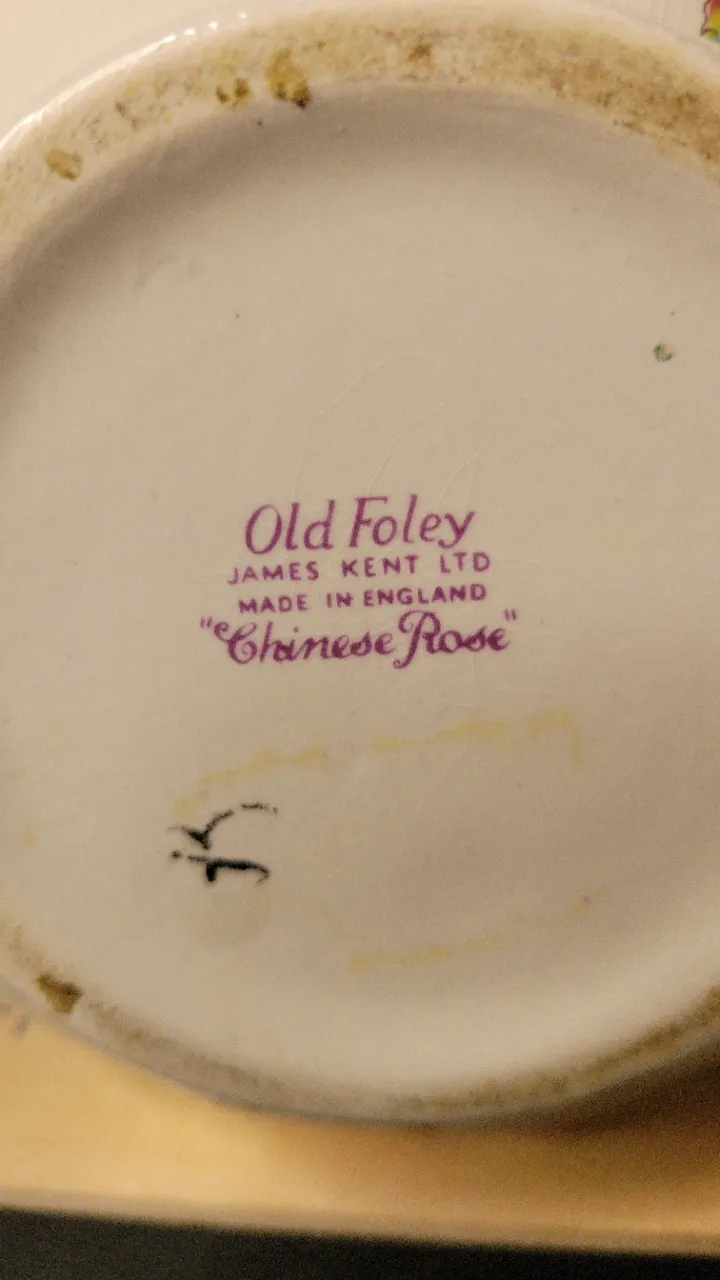 Old Foley
JAMES KENT LTD
MADE IN ENGLAND
"Chinese Rose"